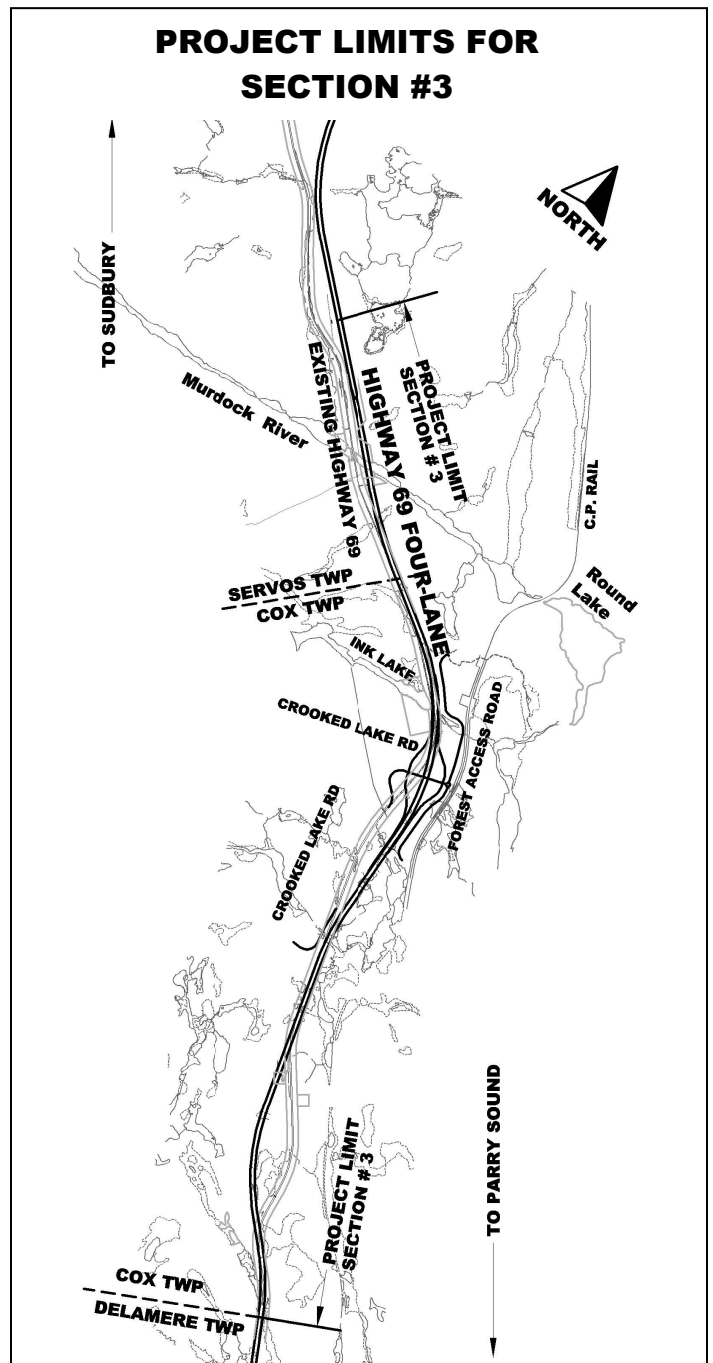 PROJECT LIMITS FOR
SECTION #3
NORTH
TO SUDBURY
Murdock River
EXISTING HIGHWAY 69
HIGHWAY 69 FOUR-LANE
PROJECT LIMIT
SECTION # 3
C.P. RAIL
SERVOS TWP
COX TWP
Round
Lake
INK LAKE
CROOKED LAKE RD
FOREST ACCESS ROAD
CROOKED LAKE RD
PROJECT LIMIT
SECTION # 3
TO PARRY SOUND
COX TWP
DELAMERE TWP